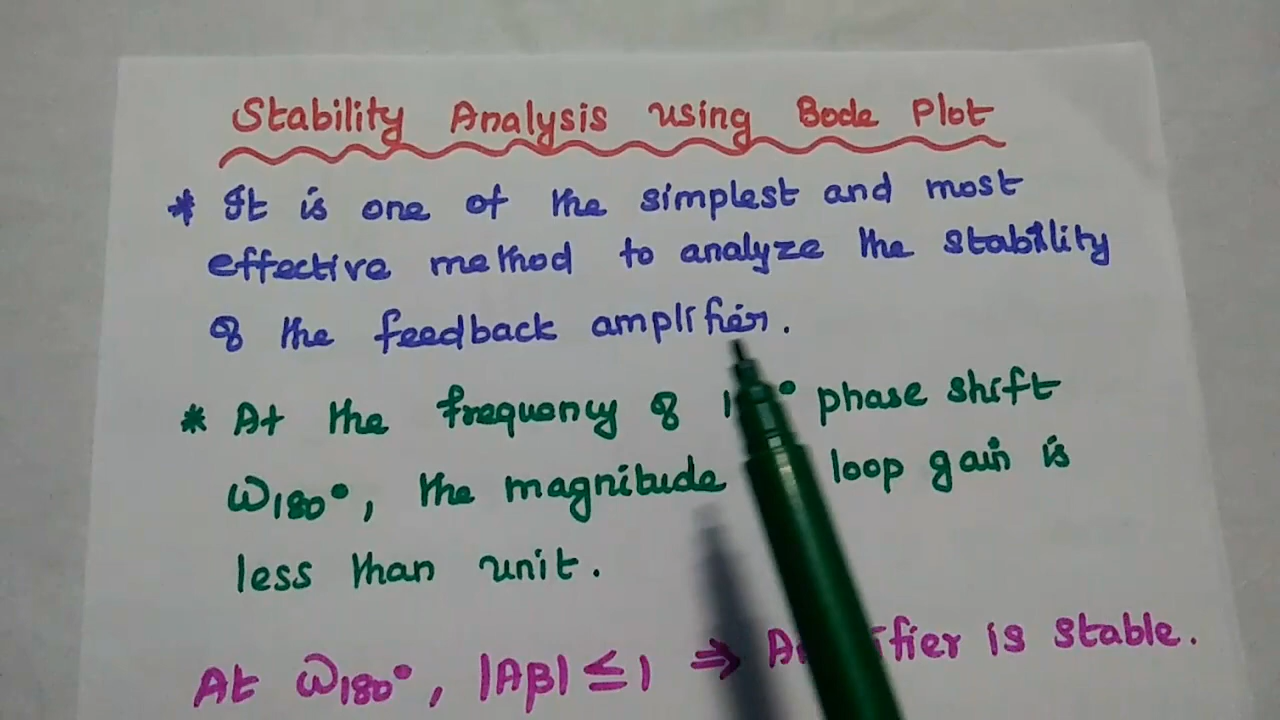 Stability Analysis using Bode Plot
* It is one of the simplest and most
effective method to analyze the stability
of the feedback amplifier.
* At the frequency of phase shift
ω180°, the magnitude loop gain is
less than unit.
At ω180°, |Aβ| ≤ 1 ⇒ is stable.